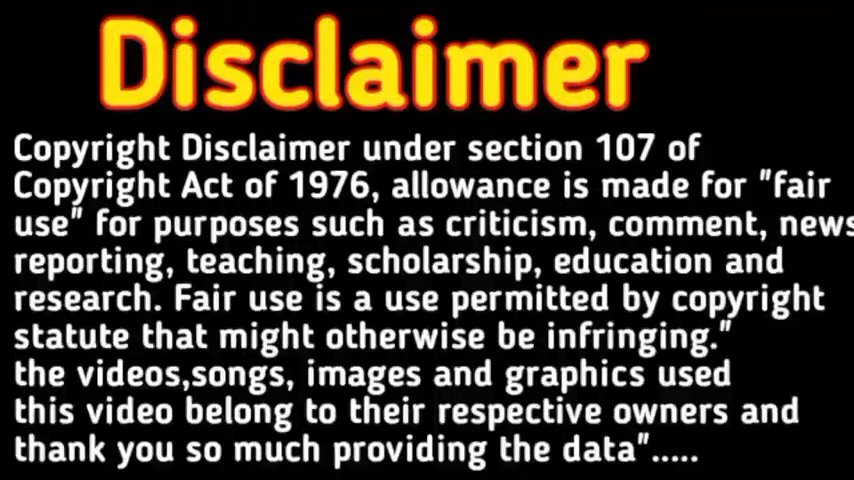 Disclaimer
Copyright Disclaimer under section 107 of
Copyright Act of 1976, allowance is made for "fair
use" for purposes such as criticism, comment, news
reporting, teaching, scholarship, education and
research. Fair use is a use permitted by copyright
statute that might otherwise be infringing."
the videos,songs, images and graphics used
this video belong to their respective owners and
thank you so much providing the data".....